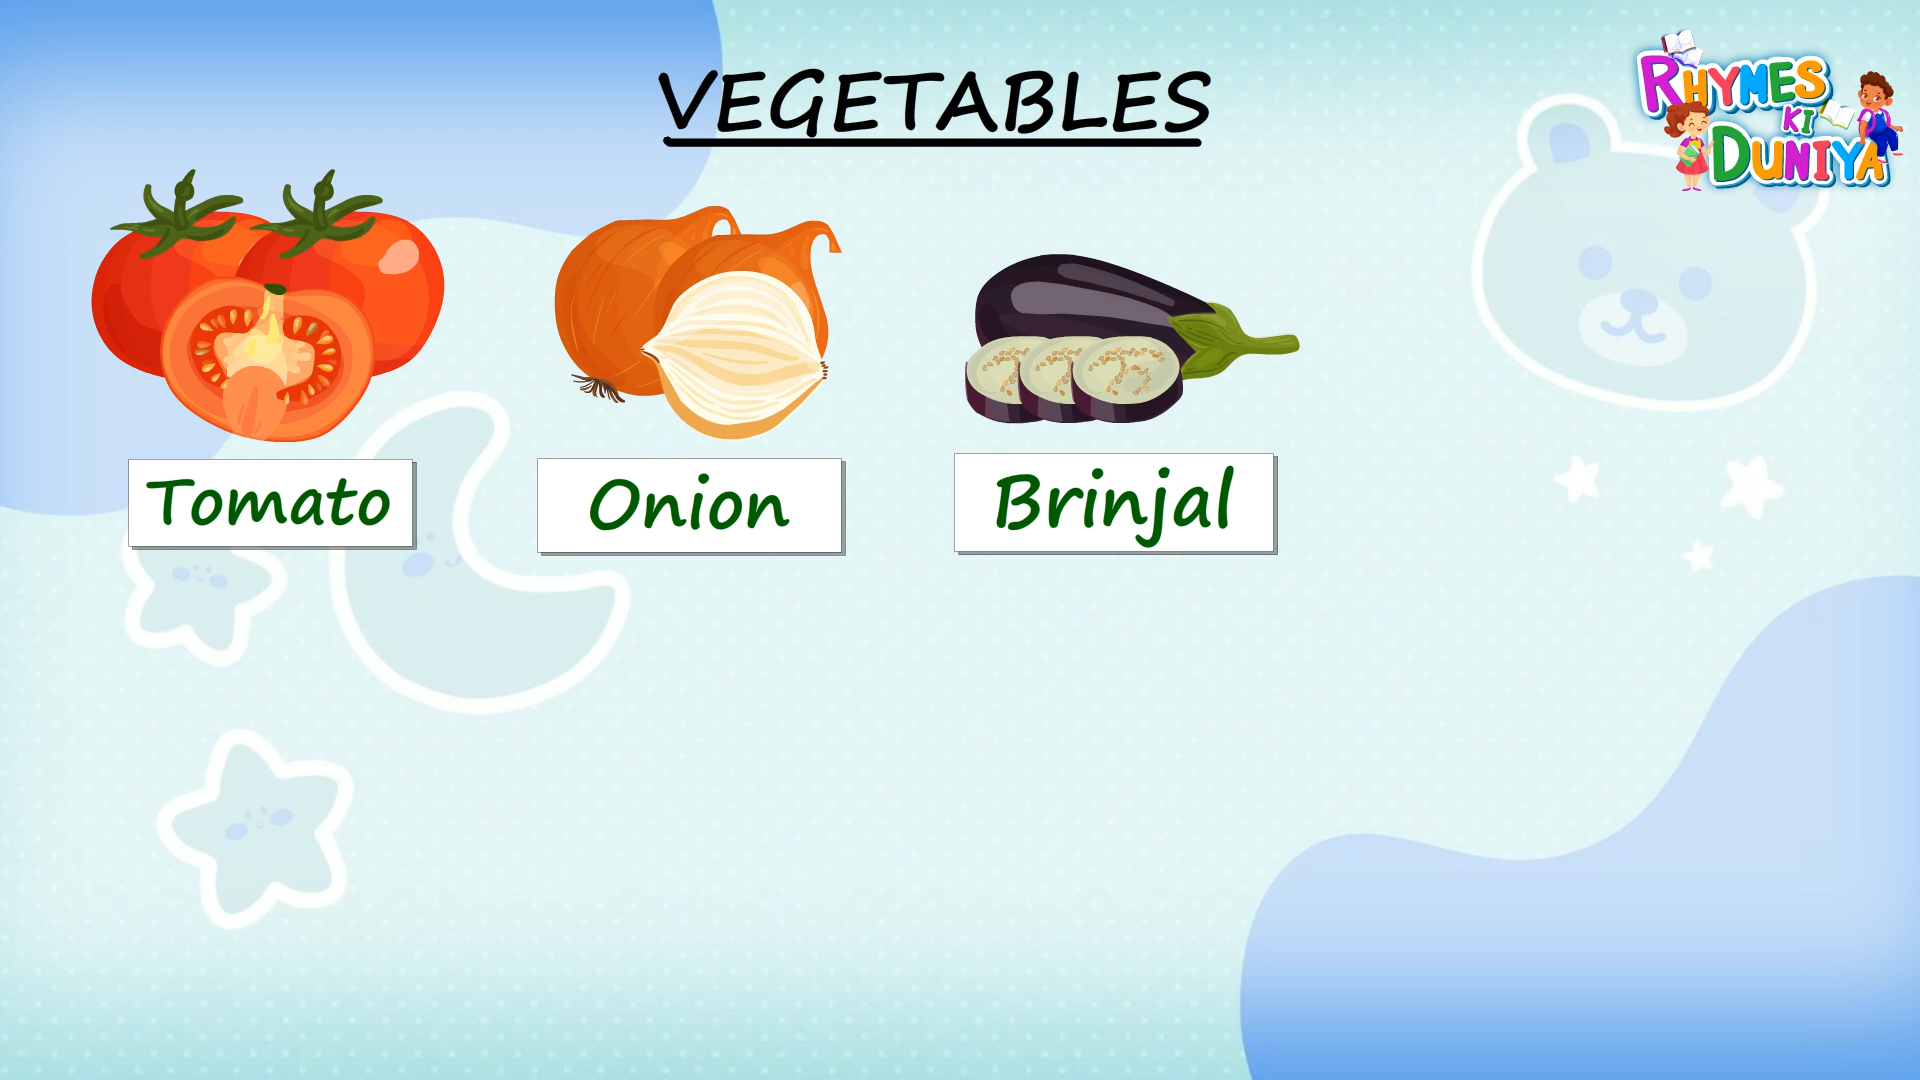 VEGETABLES
RHYMES
KI
DUNIYA
Tomato
Onion
Brinjal